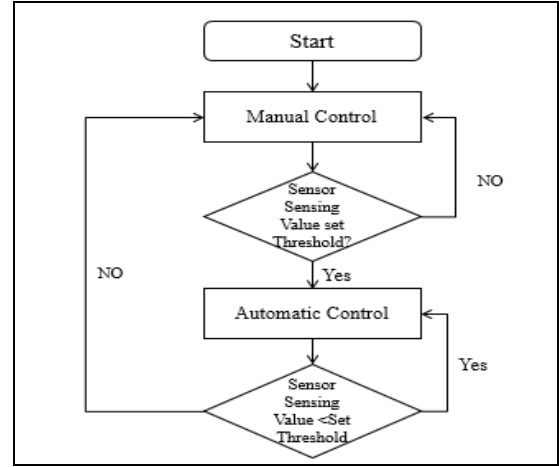 Start
Manual Control
Sensor
Sensing
Value set
Threshold?
NO
Yes
Automatic Control
NO
Yes
Sensor
Sensing
Value <Set
Threshold